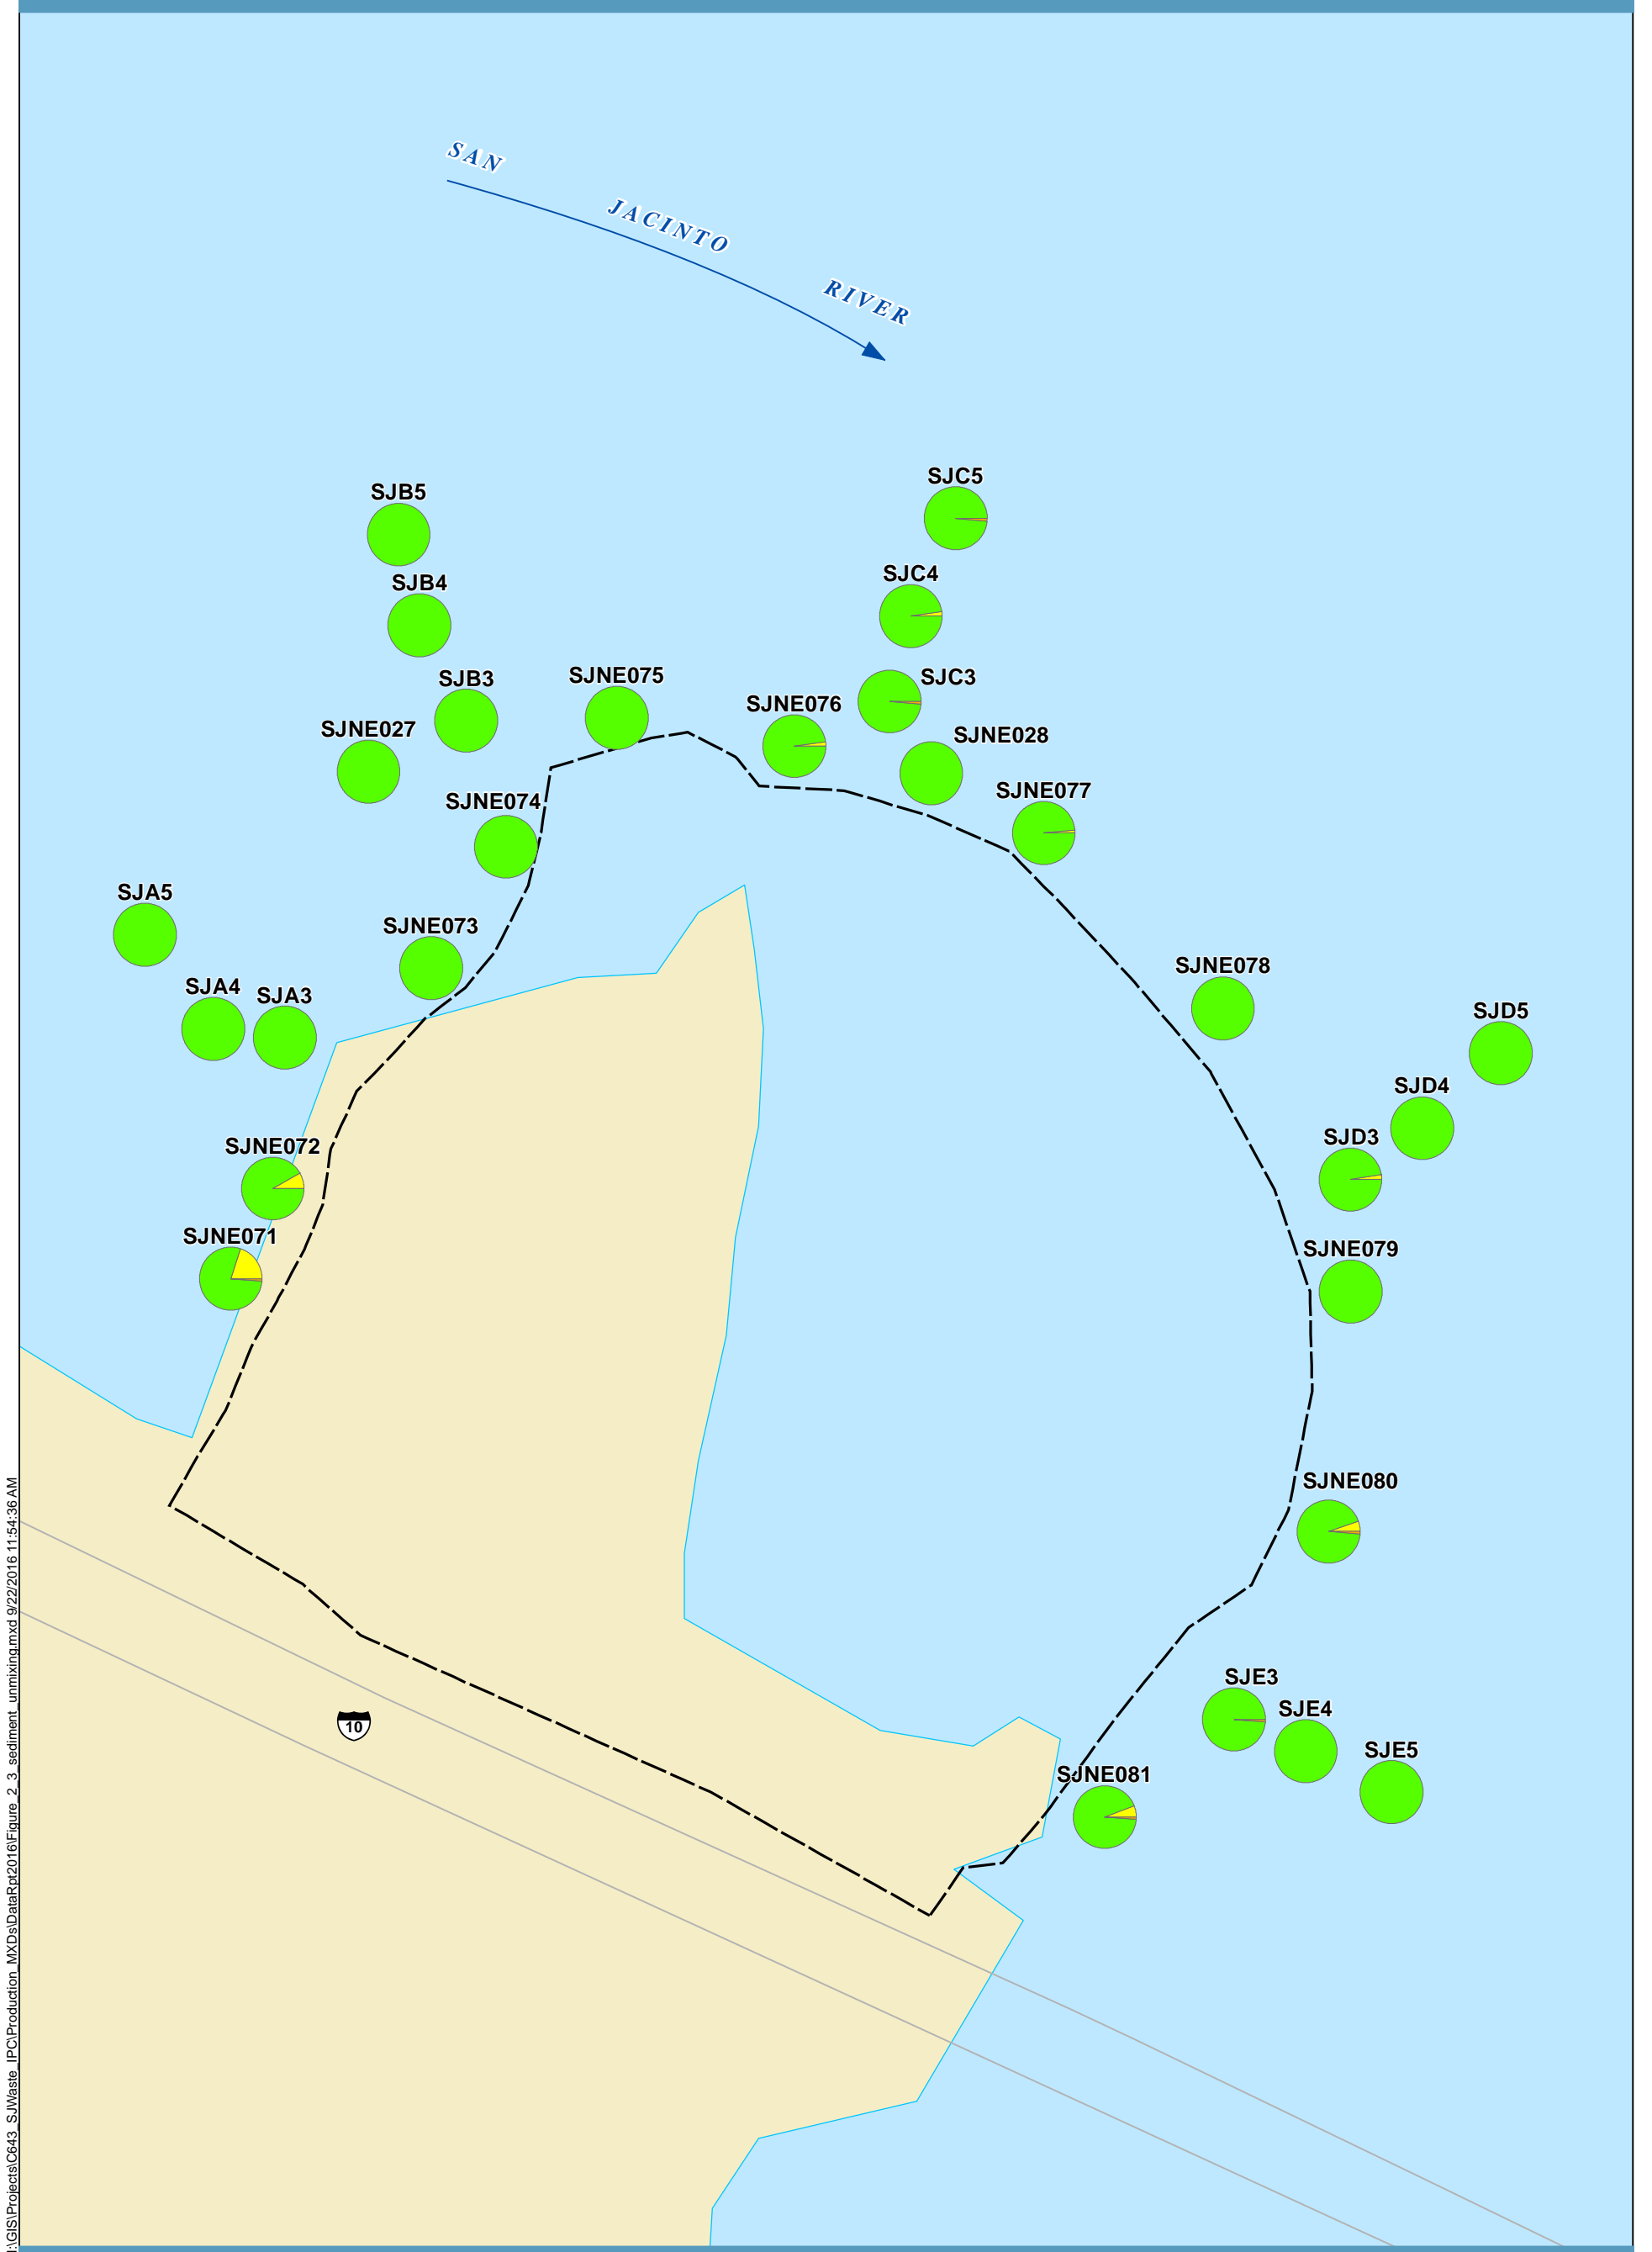 SAN
JACINTO
RIVER
SJC5
SJB5
SJC4
SJB4
SJNE075
SJC3
SJB3
SJNE076
SJNE027
SJNE028
SJNE077
SJNE074
SJA5
SJNE073
SJNE078
SJA4
SJA3
SJD5
SJD4
SJD3
SJNE072
SJNE071
SJNE079
SJNE080
SJE3
SJE4
10
SJE5
SJNE081
I:\GIS\Projects\C643_SJWaste_IPC\Production_MXDs\DataRpt2016\Figure_2_3_sediment_unmixing.mxd 9/22/2016 11:54:36 AM